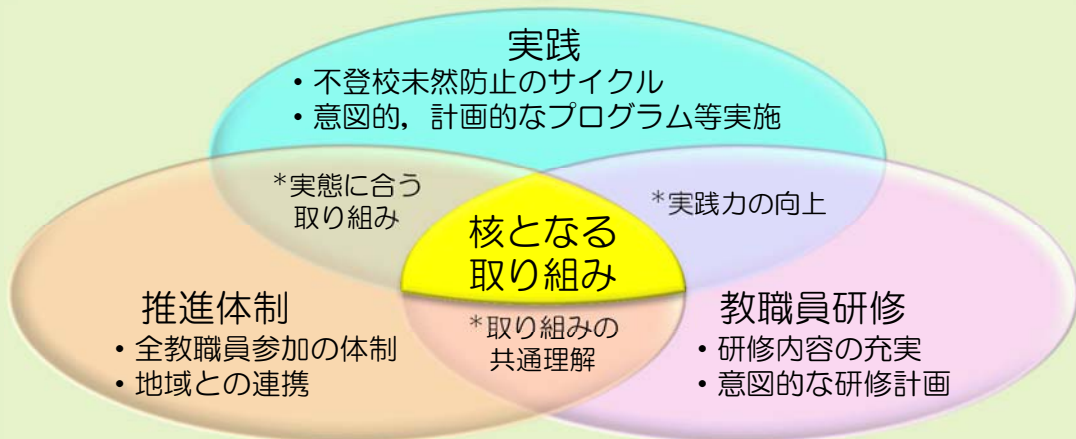 実践
・不登校未然防止のサイクル
・意図的，計画的なプログラム等実施
*実態に合う
取り組み
*実践力の向上
核となる
取り組み
推進体制
・全教職員参加の体制
・地域との連携
*取り組みの
共通理解
教職員研修
・研修内容の充実
・意図的な研修計画